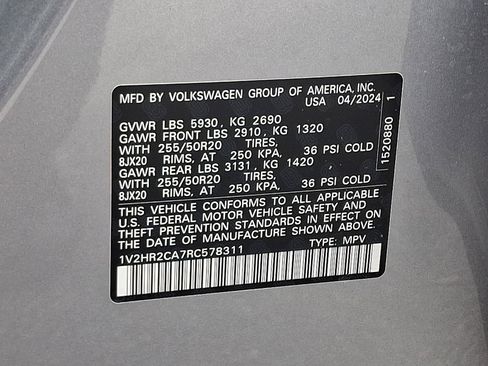 MFD BY VOLKSWAGEN GROUP OF AMERICA, INC.
USA 04/2024
GVWR LBS 5930, KG 2690
GAWR FRONT LBS 2910, KG 1320
WITH 255/50R20 TIRES,
8JX20 RIMS, AT 250 KPA, 36 PSI COLD
GAWR REAR LBS 3131, KG 1420
WITH 255/50R20 TIRES,
8JX20 RIMS, AT 250 KPA, 36 PSI COLD
THIS VEHICLE CONFORMS TO ALL APPLICABLE
U.S. FEDERAL MOTOR VEHICLE SAFETY AND
THEFT PREVENTION STANDARDS IN EFFECT ON
THE DATE OF MANUFACTURE SHOWN ABOVE.
1V2HR2CA7RC578311 TYPE: MPV
1520880 1